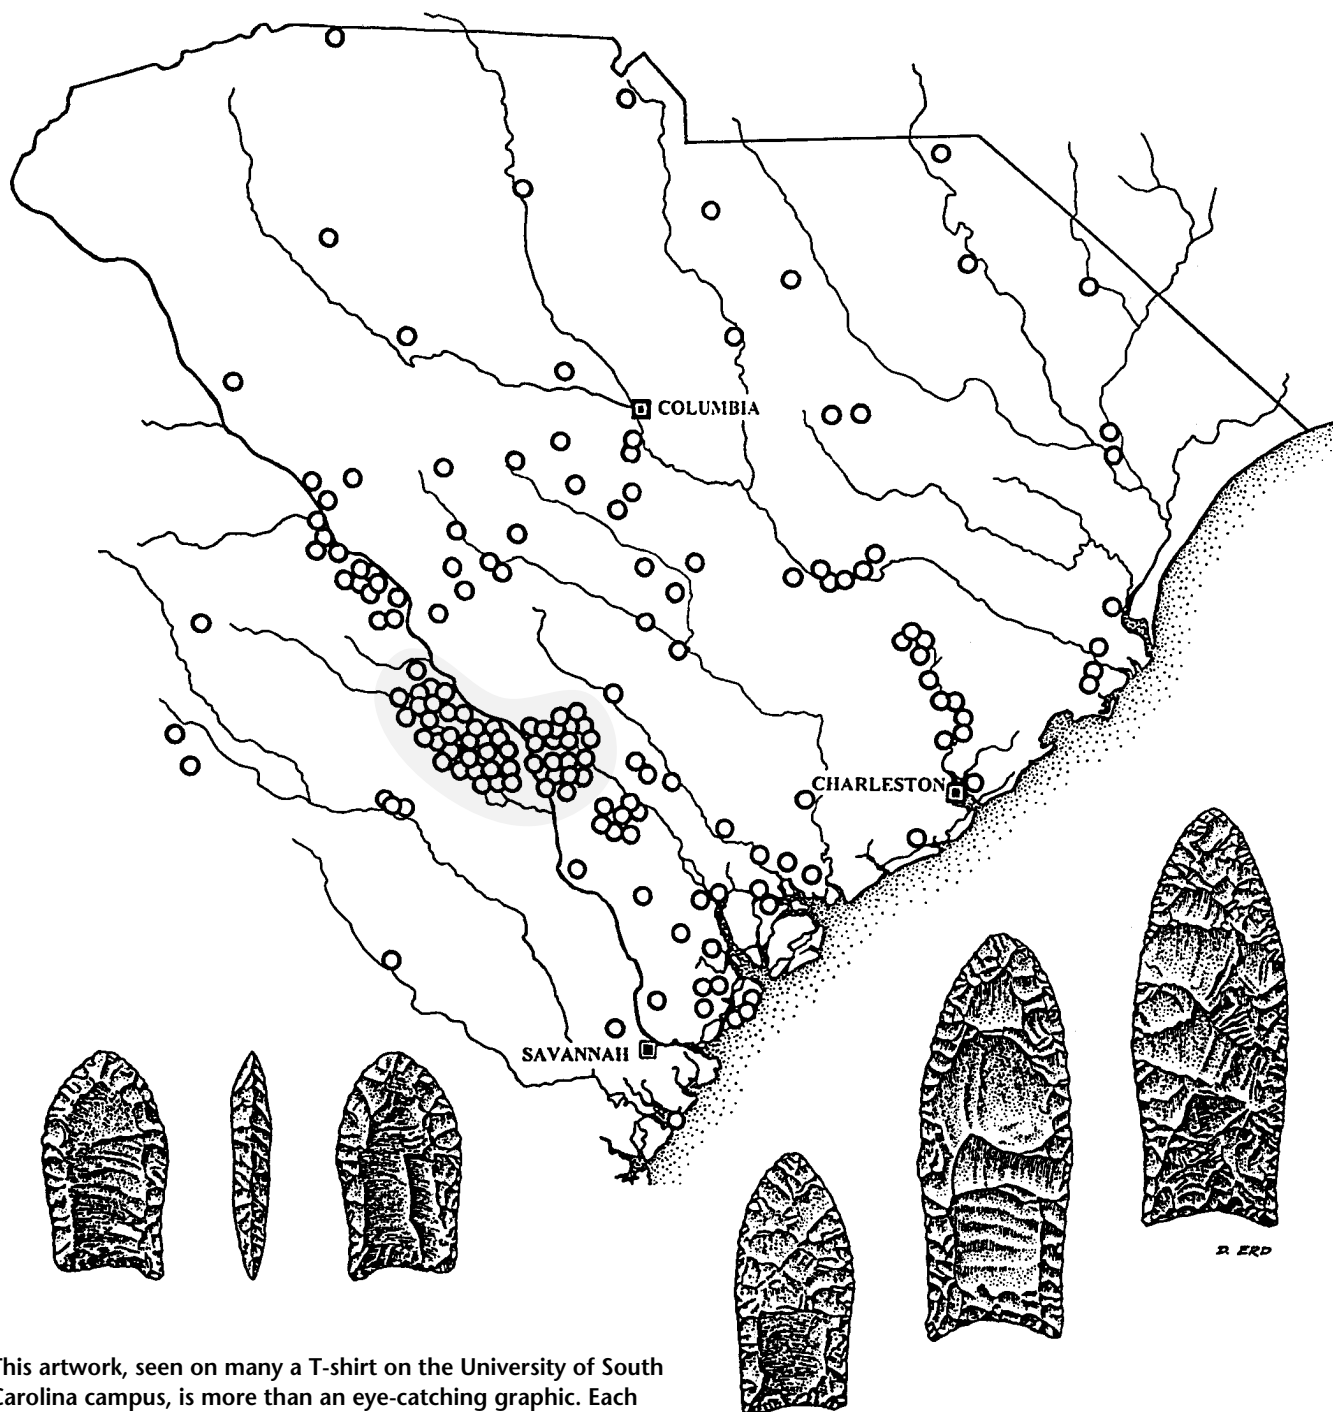 COLUMBIA
CHARLESTON
SAVANNAH
D. ERD
This artwork, seen on many a T-shirt on the University of South
Carolina campus, is more than an eye-catching graphic. Each